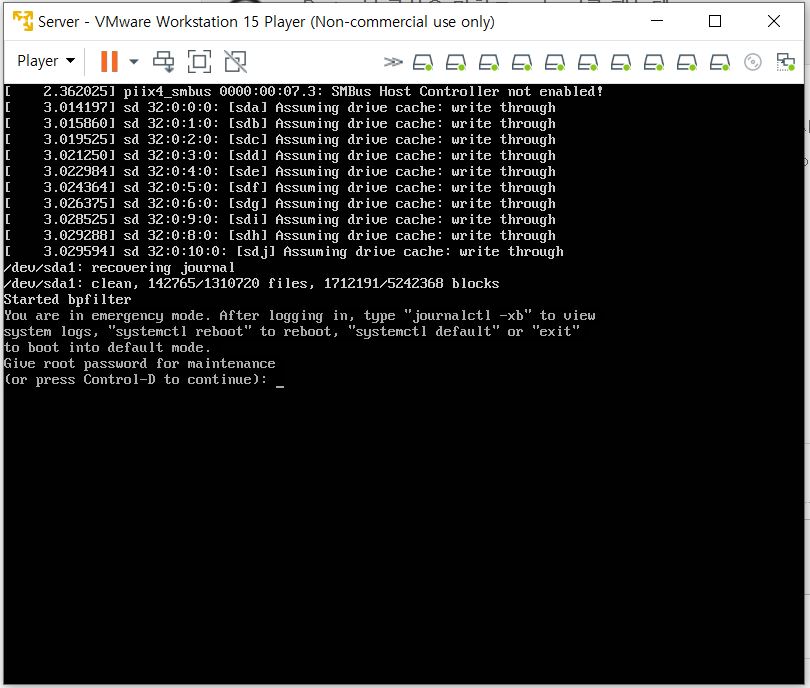 Server - VMware Workstation 15 Player (Non-commercial use only)
Player
[    2.362025] piix4_smbus 0000:00:07.3: SMBus Host Controller not enabled!
[    3.014197] sd 32:0:0:0: [sda] Assuming drive cache: write through
[    3.015860] sd 32:0:1:0: [sdb] Assuming drive cache: write through
[    3.019525] sd 32:0:2:0: [sdc] Assuming drive cache: write through
[    3.021250] sd 32:0:3:0: [sdd] Assuming drive cache: write through
[    3.022984] sd 32:0:4:0: [sde] Assuming drive cache: write through
[    3.024364] sd 32:0:5:0: [sdf] Assuming drive cache: write through
[    3.026375] sd 32:0:6:0: [sdg] Assuming drive cache: write through
[    3.028525] sd 32:0:9:0: [sdi] Assuming drive cache: write through
[    3.029288] sd 32:0:8:0: [sdh] Assuming drive cache: write through
[    3.029594] sd 32:0:10:0: [sdj] Assuming drive cache: write through
/dev/sda1: recovering journal
/dev/sda1: clean, 142765/1310720 files, 1712191/5242368 blocks
Started bpfilter
You are in emergency mode. After logging in, type "journalctl -xb" to view
system logs, "systemctl reboot" to reboot, "systemctl default" or "exit"
to boot into default mode.
Give root password for maintenance
(or press Control-D to continue): _